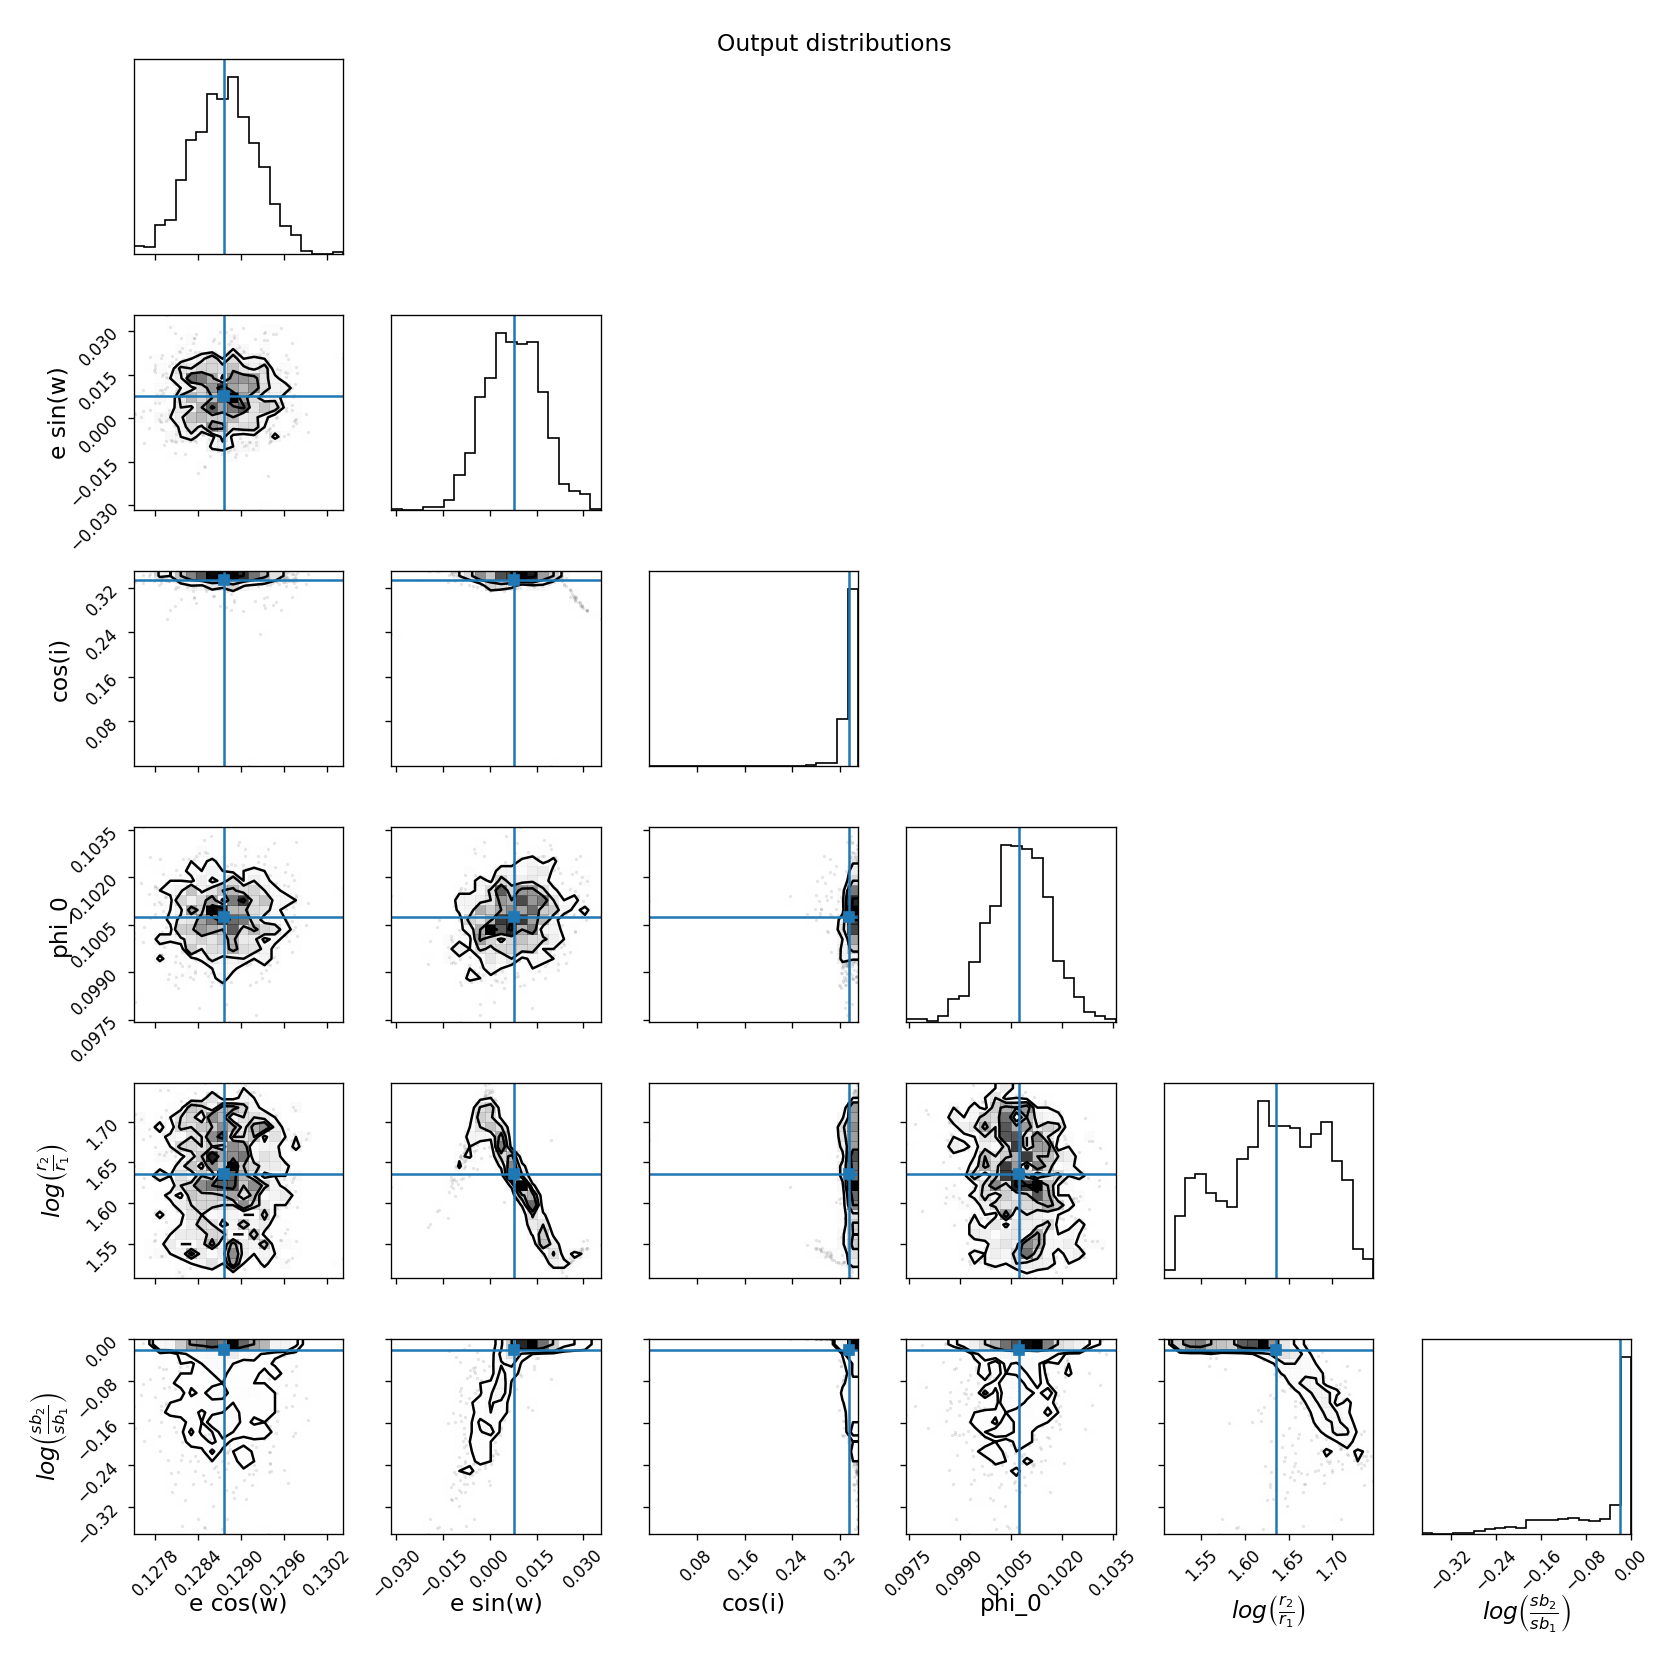 Output distributions
e sin(w)
0.030
0.015
0.000
−0.015
−0.030
cos(i)
0.32
0.24
0.16
0.08
phi_0
0.1035
0.1020
0.1005
0.0990
0.0975
log(r2/r1)
1.70
1.65
1.60
1.55
log(sb2/sb1)
0.00
−0.08
−0.16
−0.24
−0.32
0.1278 0.1284 0.1290 0.1296 0.1302
−0.030 −0.015 0.000 0.015 0.030
0.08 0.16 0.24 0.32
0.0975 0.0990 0.1005 0.1020 0.1035
1.55 1.60 1.65 1.70
−0.32 −0.24 −0.16 −0.08 0.00
e cos(w)
e sin(w)
cos(i)
phi_0
log(r2/r1)
log(sb2/sb1)